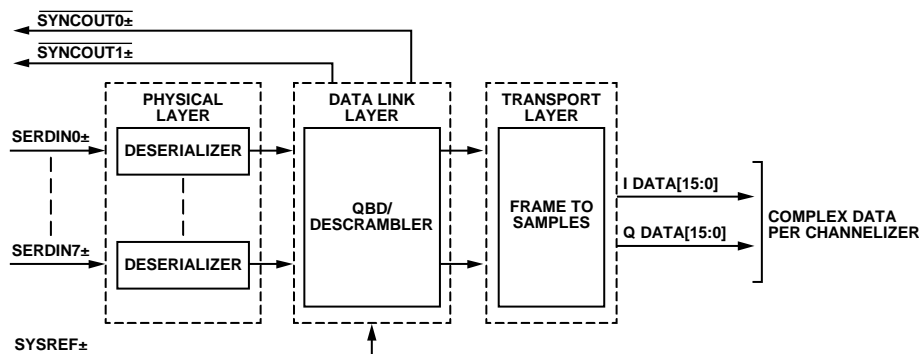 SYNCOUT0±
SYNCOUT1±
PHYSICAL
LAYER
DATA LINK
LAYER
TRANSPORT
LAYER
SERDIN0±
DESERIALIZER
QBD/
DESCRAMBLER
FRAME TO
SAMPLES
I DATA[15:0]
Q DATA[15:0]
COMPLEX DATA
PER CHANNELIZER
SERDIN7±
DESERIALIZER
SYSREF±